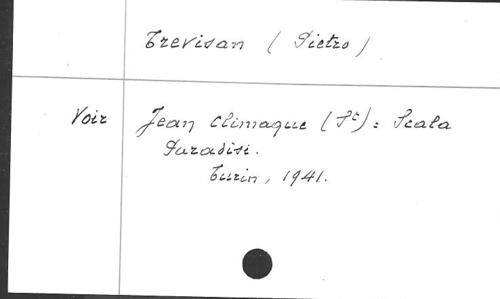 Trevisan (Pietro)
Voir Jean Climaque (St) : Scala
Paradisi.
Turin, 1941.